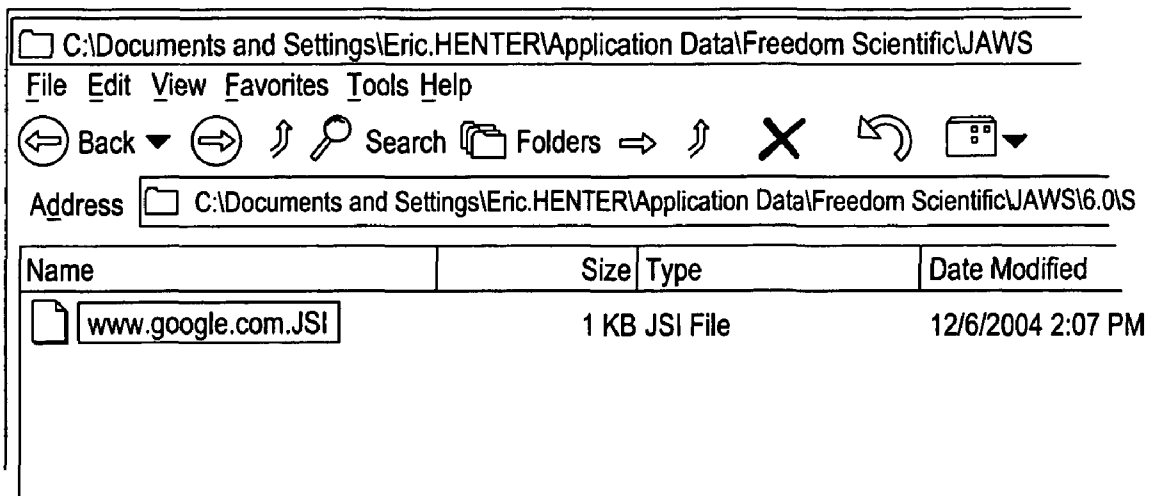 C:\Documents and Settings\Eric.HENTER\Application Data\Freedom Scientific\JAWS
File Edit View Favorites Tools Help
Back Search Folders
Address C:\Documents and Settings\Eric.HENTER\Application Data\Freedom Scientific\JAWS\6.0\S
Name Size Type Date Modified
www.google.com.JSI 1 KB JSI File 12/6/2004 2:07 PM